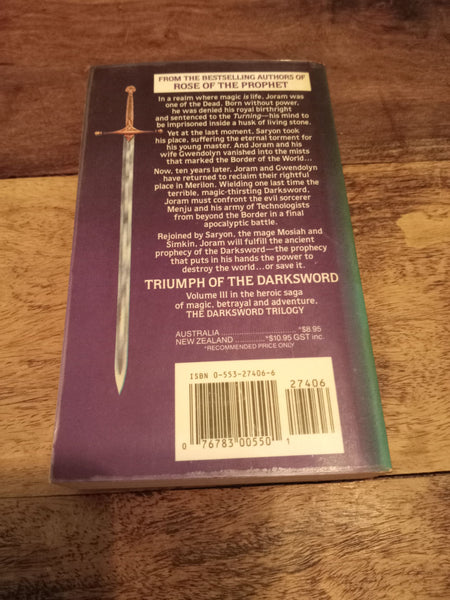 FROM THE BESTSELLING AUTHORS OF
ROSE OF THE PROPHET
In a realm where magic is life, Joram was
one of the Dead. Born without power,
he was denied his royal birthright
and sentenced to the Turning—his mind to
be imprisoned inside a husk of living stone.
Yet at the last moment, Saryon took
his place, suffering the eternal torment for
his young master. And Joram and his
wife Gwendolyn vanished into the mists
that marked the Border of the World...
Now, ten years later, Joram and Gwendolyn
have returned to reclaim their rightful
place in Merilon. Wielding one last time the
terrible, magic-thirsting Darksword,
Joram must confront the evil sorcerer
Menju and his army of Technologists
from beyond the Border in a final
apocalyptic battle.
Rejoined by Saryon, the mage Mosiah and
Simkin, Joram will fulfill the ancient
prophecy of the Darksword—the prophecy
that puts in his hands the power to
destroy the world...or save it.
TRIUMPH OF THE DARKSWORD
Volume III in the heroic saga
of magic, betrayal and adventure,
THE DARKSWORD TRILOGY
AUSTRALIA ........................ *$8.95
NEW ZEALAND ........... *$10.95 GST inc.
*RECOMMENDED PRICE ONLY
ISBN 0-553-27406-6
27406
0 76783 00550 1